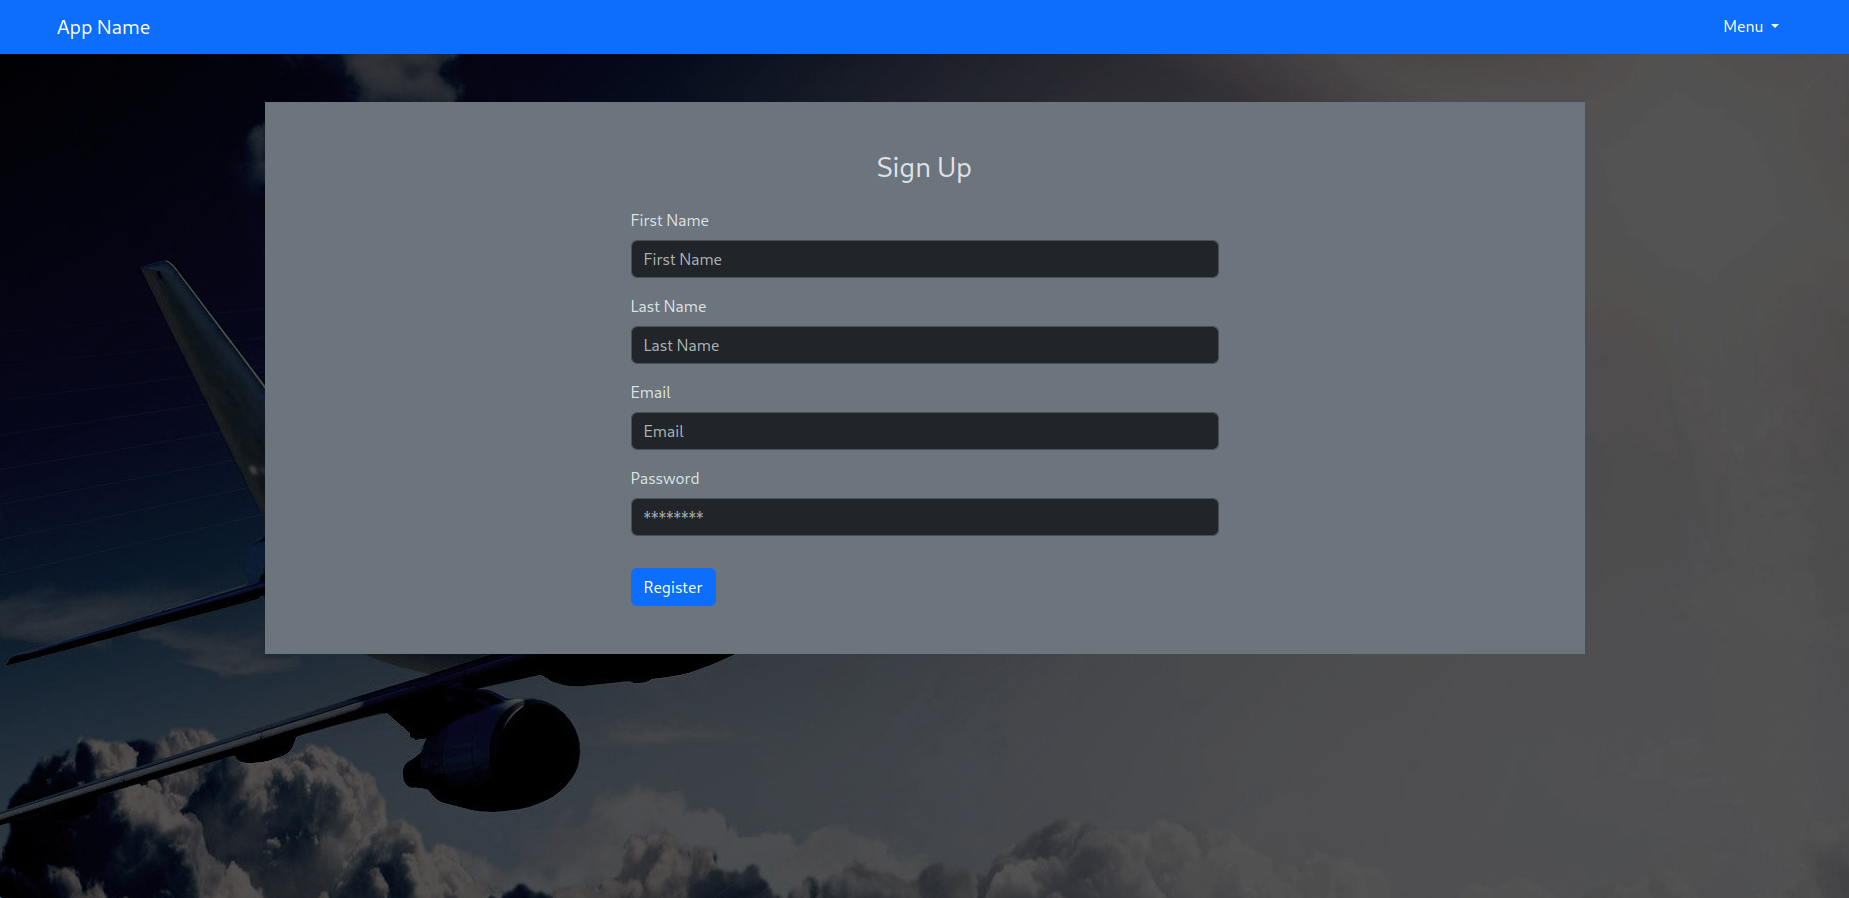 App Name
Menu
Sign Up
First Name
First Name
Last Name
Last Name
Email
Email
Password
********
Register